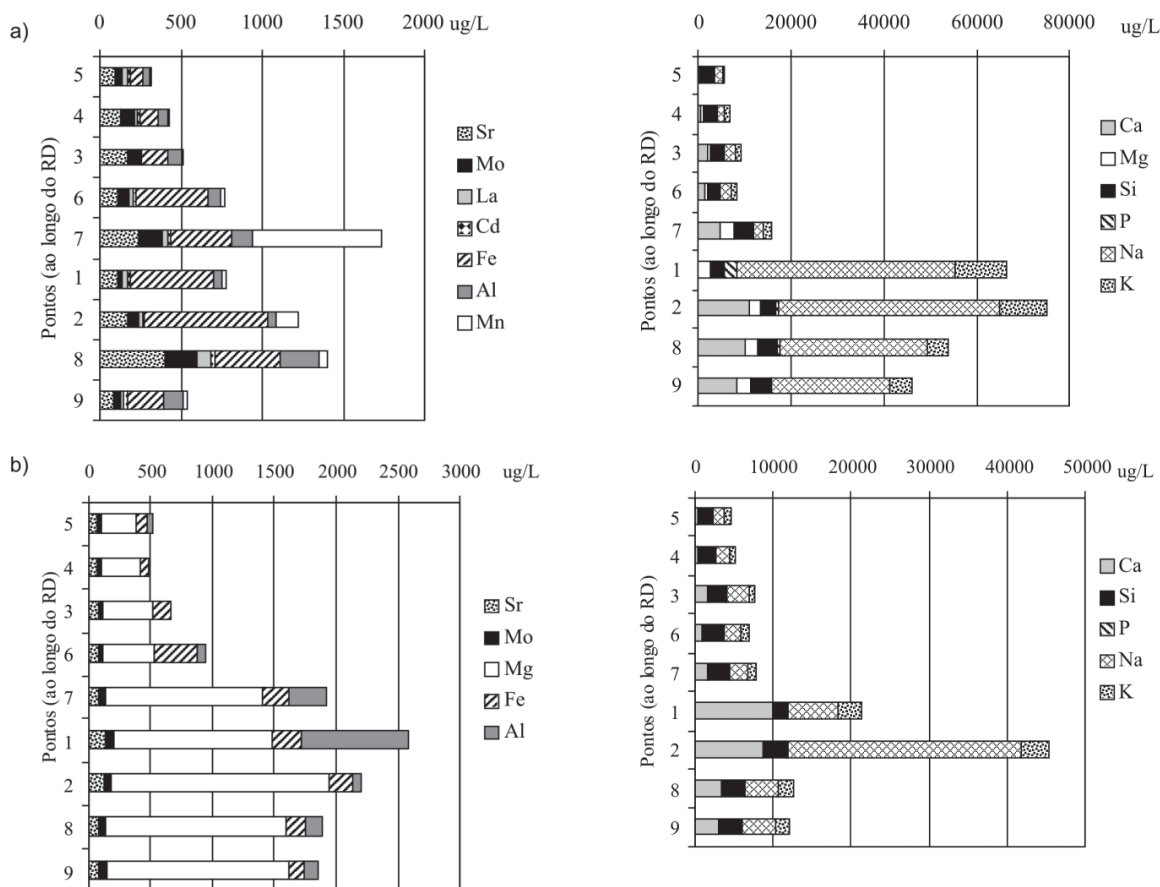 a)
0 500 1000 1500 2000 ug/L
Pontos (ao longo do RD)
5
4
3
6
7
1
2
8
9
Sr
Mo
La
Cd
Fe
Al
Mn
0 20000 40000 60000 80000 ug/L
Pontos (ao longo do RD)
5
4
3
6
7
1
2
8
9
Ca
Mg
Si
P
Na
K
b)
0 500 1000 1500 2000 2500 3000 ug/L
Pontos (ao longo do RD)
5
4
3
6
7
1
2
8
9
Sr
Mo
Mg
Fe
Al
0 10000 20000 30000 40000 50000 ug/L
Pontos (ao longo do RD)
5
4
3
6
7
1
2
8
9
Ca
Si
P
Na
K